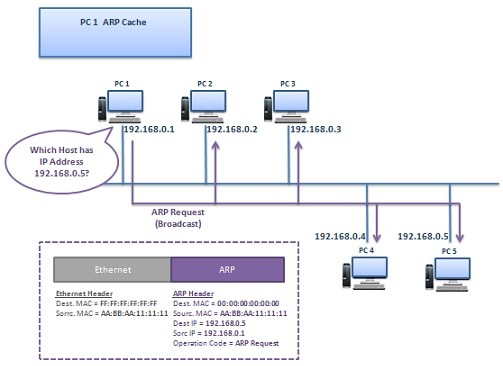 PC 1 ARP Cache
PC 1
PC 2
PC 3
192.168.0.1
192.168.0.2
192.168.0.3
Which Host has
IP Address
192.168.0.5?
ARP Request
(Broadcast)
192.168.0.4
192.168.0.5
PC 4
PC 5
Ethernet
ARP
Ethernet Header
Dest. MAC = FF:FF:FF:FF:FF:FF
Sorrc. MAC = AA:BB:AA:11:11:11
ARP Header
Dest. MAC = 00:00:00:00:00:00
Sourc. MAC= AA:BB:AA:11:11:11
Dest IP = 192.168.0.5
Sorc IP = 192.168.0.1
Operation Code = ARP Request